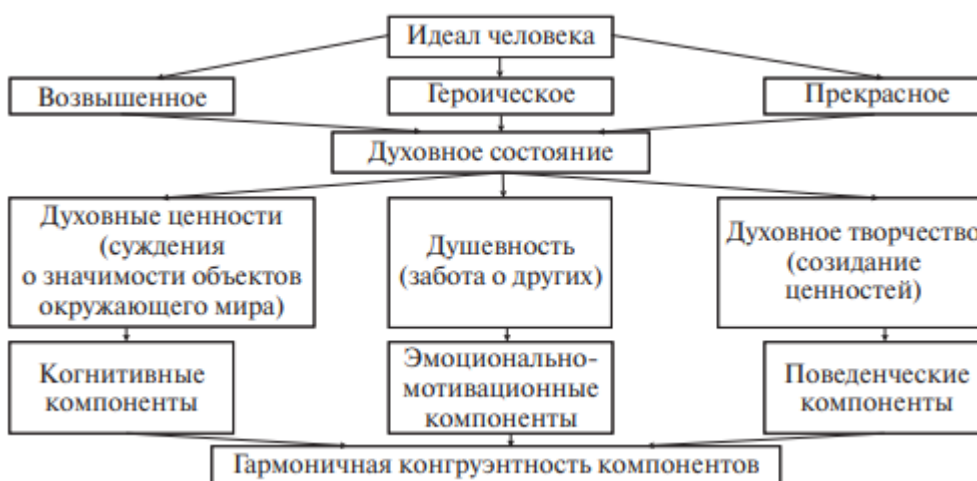 Идеал человека
Возвышенное
Героическое
Прекрасное
Духовное состояние
Духовные ценности
(суждения
о значимости объектов
окружающего мира)
Душевность
(забота о других)
Духовное творчество
(созидание
ценностей)
Когнитивные
компоненты
Эмоционально-
мотивационные
компоненты
Поведенческие
компоненты
Гармоничная конгруэнтность компонентов